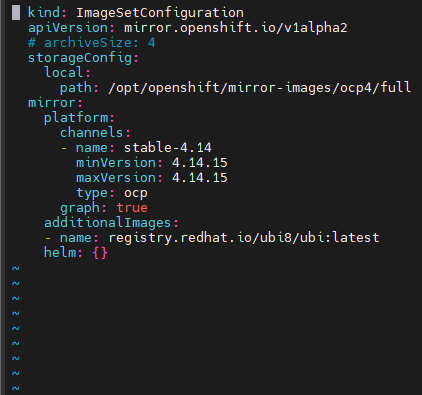 kind: ImageSetConfiguration
apiVersion: mirror.openshift.io/v1alpha2
# archiveSize: 4
storageConfig:
  local:
    path: /opt/openshift/mirror-images/ocp4/full
mirror:
  platform:
    channels:
    - name: stable-4.14
      minVersion: 4.14.15
      maxVersion: 4.14.15
      type: ocp
    graph: true
  additionalImages:
  - name: registry.redhat.io/ubi8/ubi:latest
  helm: {}
~
~
~
~
~
~
~
~
~